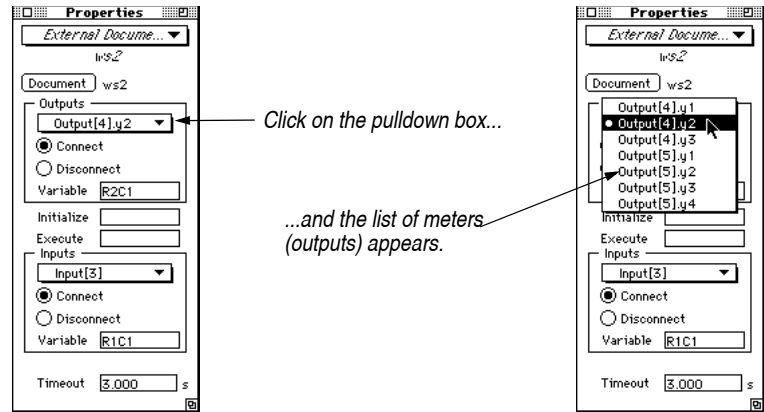 Properties
External Docume...
ws2
Document ws2
Outputs
Output[4].y2
Connect
Disconnect
Variable R2C1
Initialize
Execute
Inputs
Input[3]
Connect
Disconnect
Variable R1C1
Timeout 3.000 s
Click on the pulldown box...
...and the list of meters
(outputs) appears.
Properties
External Docume...
ws2
Document ws2
Output[4].y1
Output[4].y2
Output[4].y3
Output[5].y1
Output[5].y2
Output[5].y3
Output[5].y4
Initialize
Execute
Inputs
Input[3]
Connect
Disconnect
Variable R1C1
Timeout 3.000 s